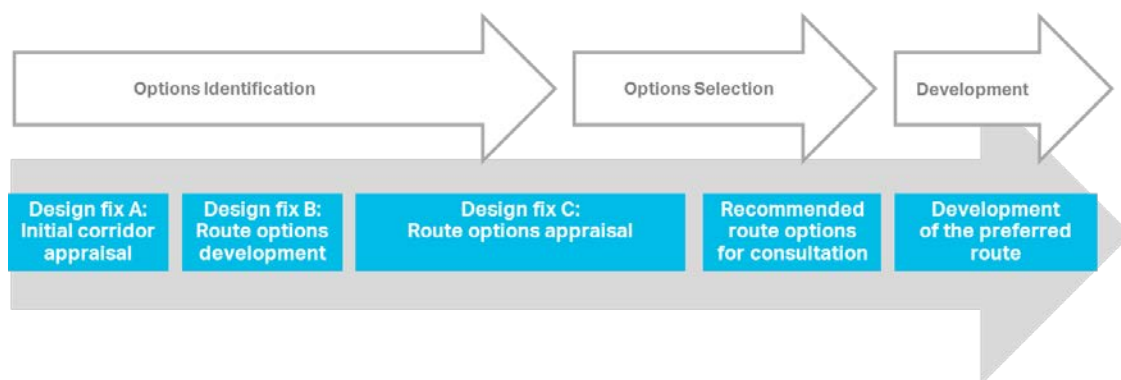 Options Identification
Options Selection
Development
Design fix A:
Initial corridor
appraisal
Design fix B:
Route options
development
Design fix C:
Route options appraisal
Recommended
route options
for consultation
Development
of the preferred
route